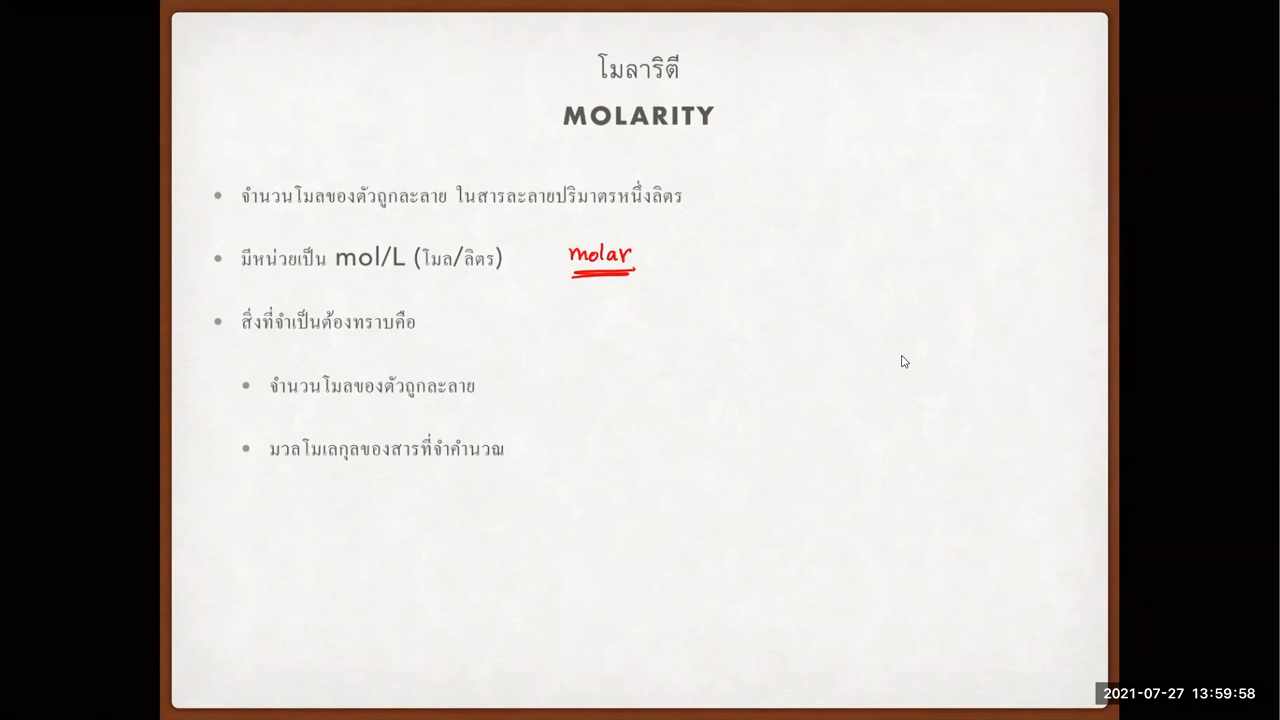 โมลาริตี
MOLARITY
• จำนวนโมลของตัวถูกละลาย ในสารละลายปริมาตรหนึ่งลิตร
• มีหน่วยเป็น mol/L (โมล/ลิตร) molar
• สิ่งที่จำเป็นต้องทราบคือ
• จำนวนโมลของตัวถูกละลาย
• มวลโมเลกุลของสารที่จำคำนวณ
2021-07-27 13:59:58